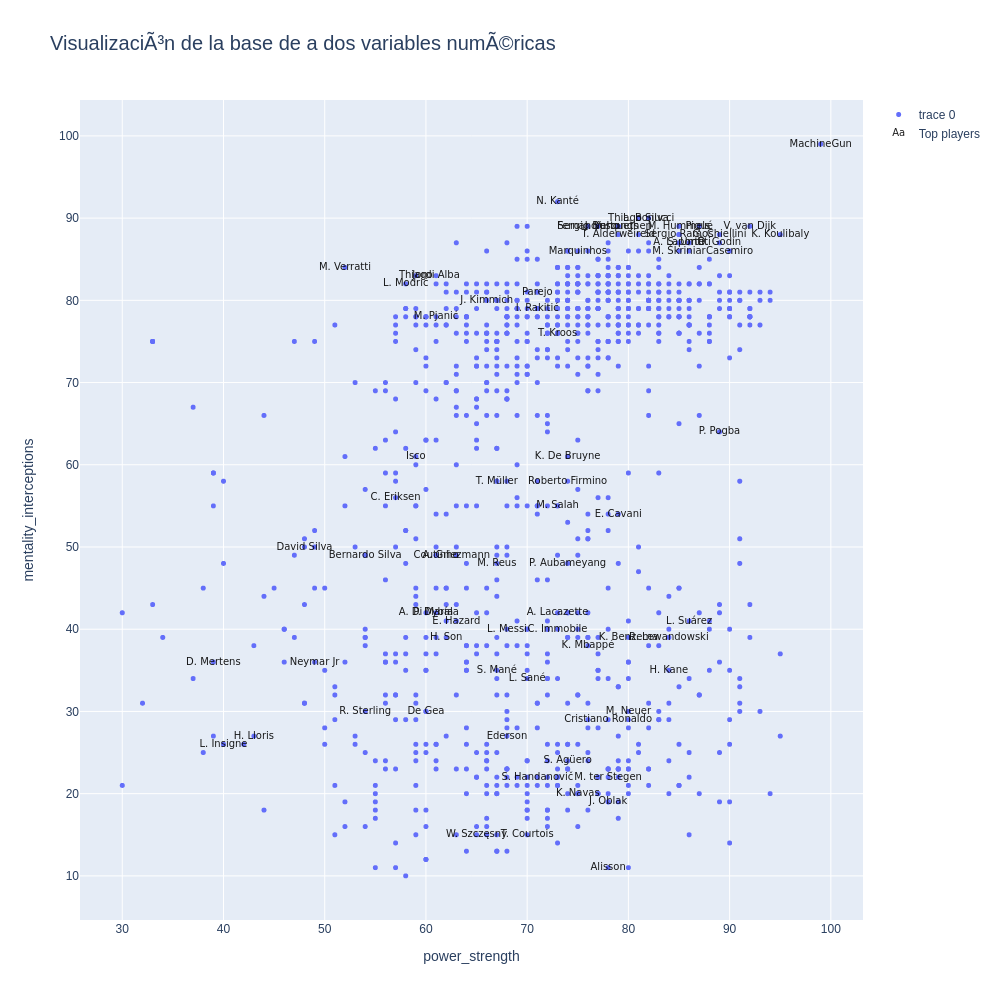 VisualizaciÃ³n de la base de a dos variables numÃ©ricas
trace 0
Aa Top players
100
MachineGun
N. Kanté
90
V. van Dijk
K. Koulibaly
Marquinhos
M. Skriniar
Casemiro
M. Verratti
Jordi Alba
L. Modric
80
Parejo
J. Kimmich
I. Rakitic
M. Pjanic
T. Kroos
70
P. Pogba
60
Isco
K. De Bruyne
T. Müller
Roberto Firmino
C. Eriksen
M. Salah
E. Cavani
50
David Silva
Bernardo Silva
M. Reus
P. Aubameyang
A. Lacazette
E. Hazard
L. Suárez
40
L. Messi
C. Immobile
H. Son
K. Benzema
R. Lewandowski
K. Mbappé
D. Mertens
Neymar Jr
S. Mané
H. Kane
L. Sané
30
R. Sterling
De Gea
M. Neuer
Cristiano Ronaldo
H. Lloris
Ederson
L. Insigne
S. Agüero
S. Handanovič
M. ter Stegen
20
K. Navas
J. Oblak
W. Szczęsny
T. Courtois
Alisson
10
30 40 50 60 70 80 90 100
mentality_interceptions
power_strength